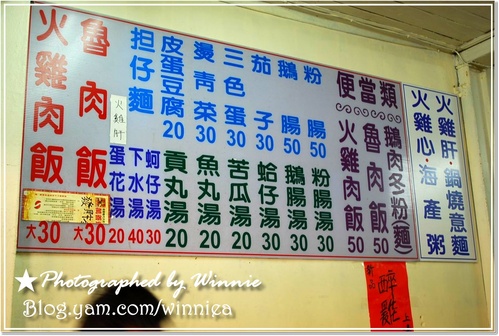 火雞肉飯 大30
魯肉飯 大30
担仔麵
火雞肝
皮蛋豆腐 20
燙青菜 30
三色蛋 30
茄子 30
鵝腸 50
粉腸 50
蛋花湯 20
下水湯 40
蚵仔湯 30
貢丸湯 20
魚丸湯 20
苦瓜湯 20
蛤仔湯 30
鵝腸湯 30
粉腸湯 30
便當類
火雞肉飯 50
魯肉飯 50
鵝肉冬粉(麵) 50
火雞心·海產粥
火雞肝·鍋燒意麵
發財
醉雞
Photographed by Winnie
Blog.yam.com/winniea